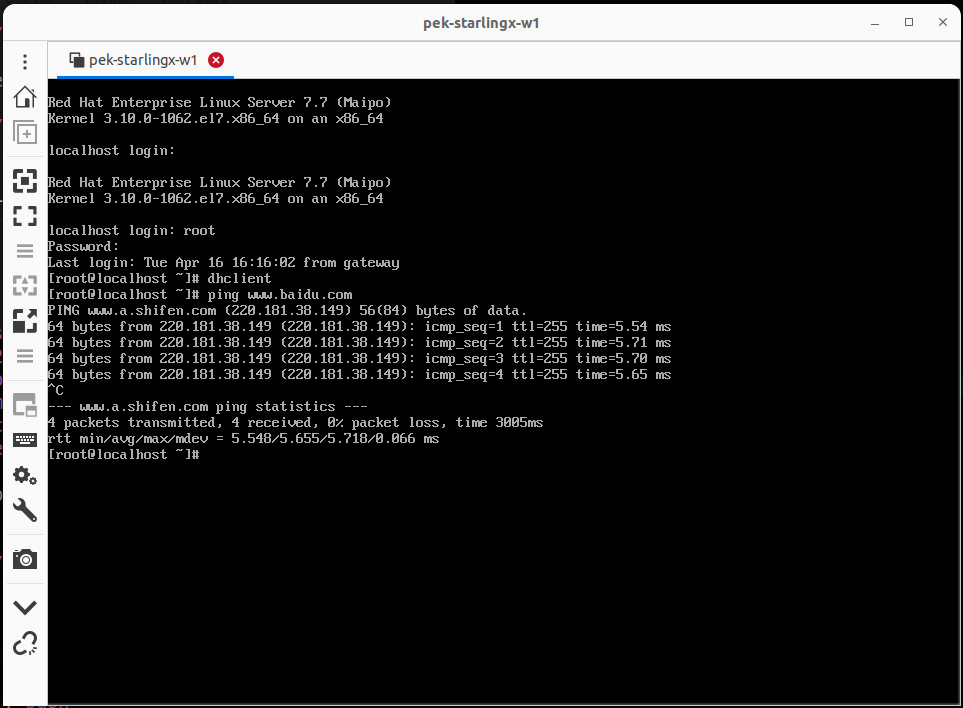 pek-starlingx-w1
pek-starlingx-w1
Red Hat Enterprise Linux Server 7.7 (Maipo)
Kernel 3.10.0-1062.el7.x86_64 on an x86_64
localhost login:
Red Hat Enterprise Linux Server 7.7 (Maipo)
Kernel 3.10.0-1062.el7.x86_64 on an x86_64
localhost login: root
Password:
Last login: Tue Apr 16 16:16:02 from gateway
[root@localhost ~]# dhclient
[root@localhost ~]# ping www.baidu.com
PING www.a.shifen.com (220.181.38.149) 56(84) bytes of data.
64 bytes from 220.181.38.149 (220.181.38.149): icmp_seq=1 ttl=255 time=5.54 ms
64 bytes from 220.181.38.149 (220.181.38.149): icmp_seq=2 ttl=255 time=5.71 ms
64 bytes from 220.181.38.149 (220.181.38.149): icmp_seq=3 ttl=255 time=5.70 ms
64 bytes from 220.181.38.149 (220.181.38.149): icmp_seq=4 ttl=255 time=5.65 ms
^C
--- www.a.shifen.com ping statistics ---
4 packets transmitted, 4 received, 0% packet loss, time 3005ms
rtt min/avg/max/mdev = 5.548/5.655/5.718/0.066 ms
[root@localhost ~]#